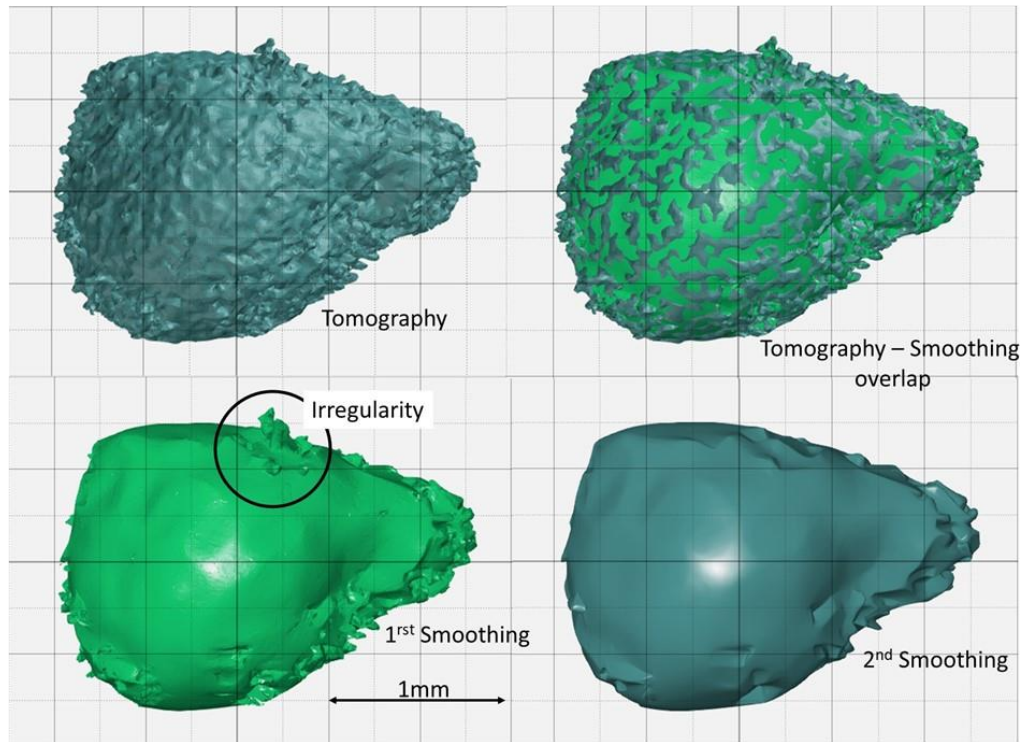 Tomography
Tomography – Smoothing
overlap
Irregularity
1rst Smoothing
1mm
2nd Smoothing